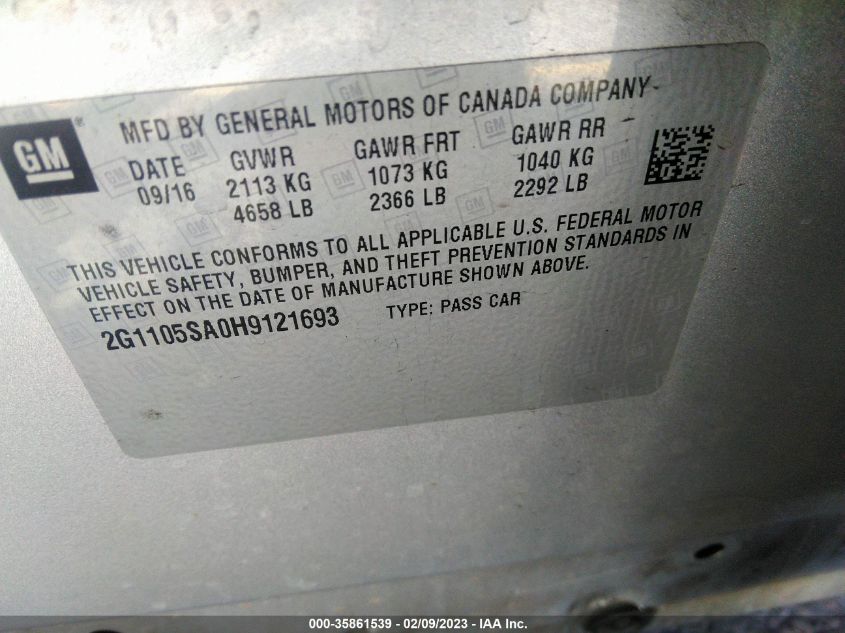 GM®
MFD BY GENERAL MOTORS OF CANADA COMPANY
DATE GVWR GAWR FRT GAWR RR
09/16 2113 KG 1073 KG 1040 KG
4658 LB 2366 LB 2292 LB
THIS VEHICLE CONFORMS TO ALL APPLICABLE U.S. FEDERAL MOTOR
VEHICLE SAFETY, BUMPER, AND THEFT PREVENTION STANDARDS IN
EFFECT ON THE DATE OF MANUFACTURE SHOWN ABOVE.
2G1105SA0H9121693 TYPE: PASS CAR
000-35861539 / 02/09/2023 - IAA Inc.